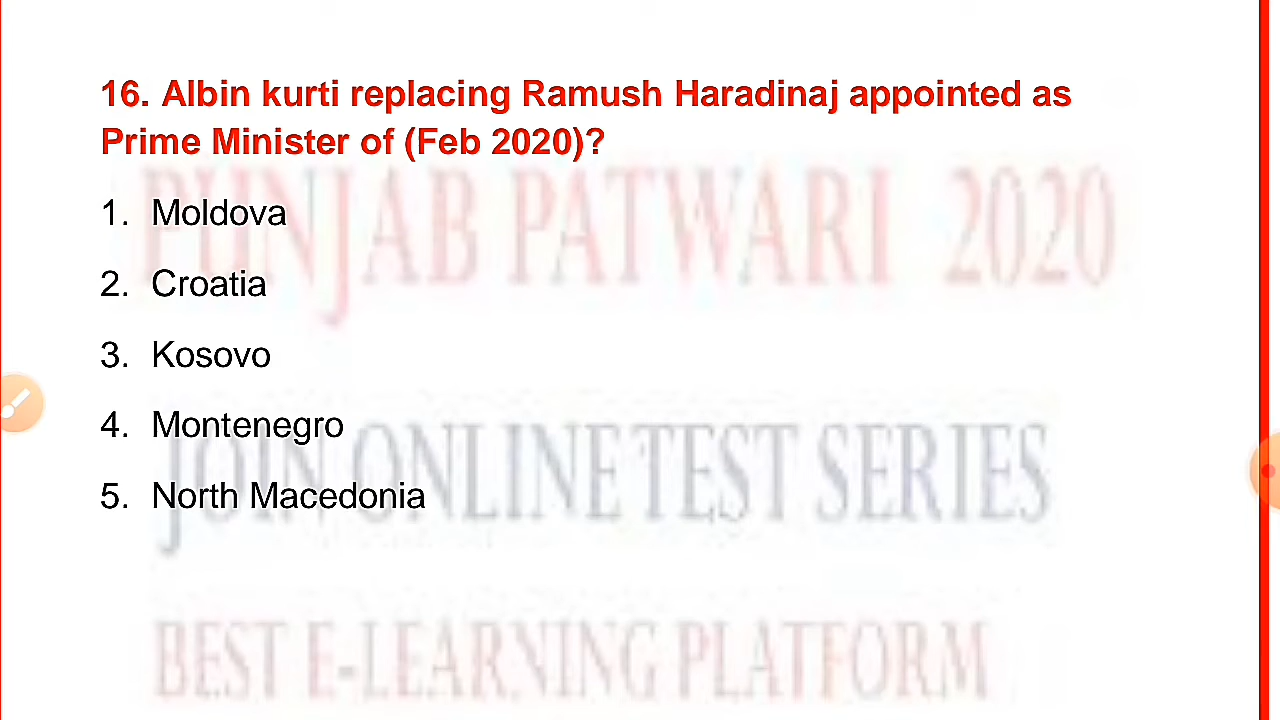 16. Albin kurti replacing Ramush Haradinaj appointed as
Prime Minister of (Feb 2020)?
PUNJAB PATWARI 2020
1. Moldova
2. Croatia
3. Kosovo
4. Montenegro
JOIN ONLINE TEST SERIES
5. North Macedonia
BEST E-LEARNING PLATFORM